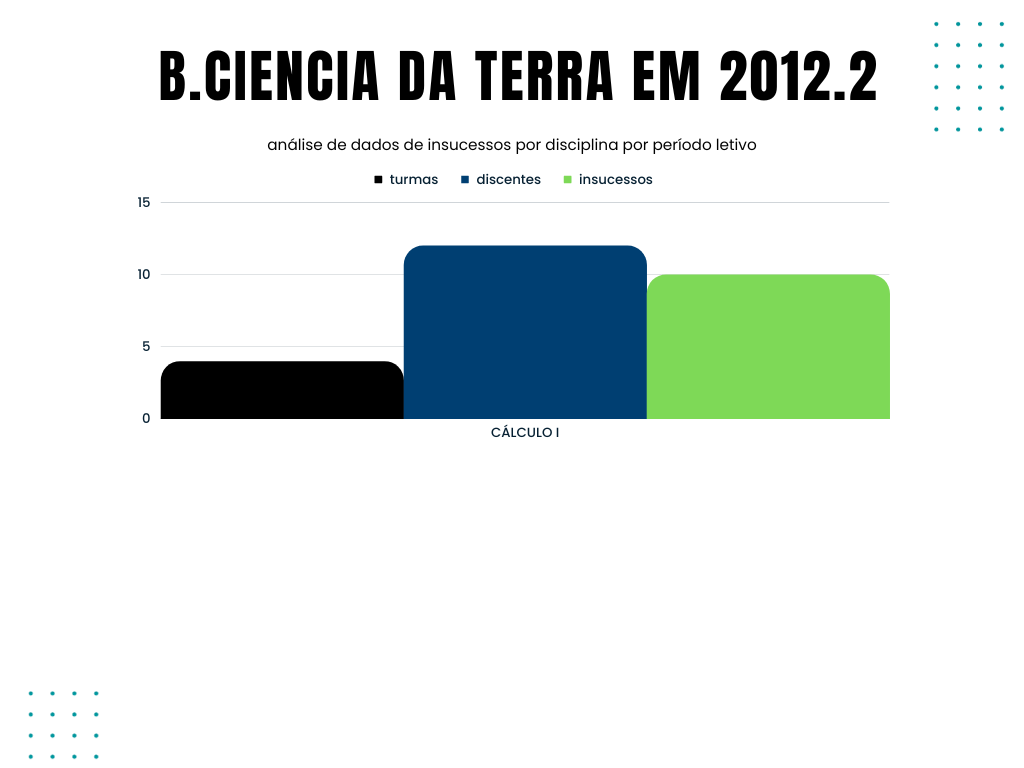 B.CIENCIA DA TERRA EM 2012.2
análise de dados de insucessos por disciplina por período letivo
turmas discentes insucessos
15
10
5
0
CÁLCULO I